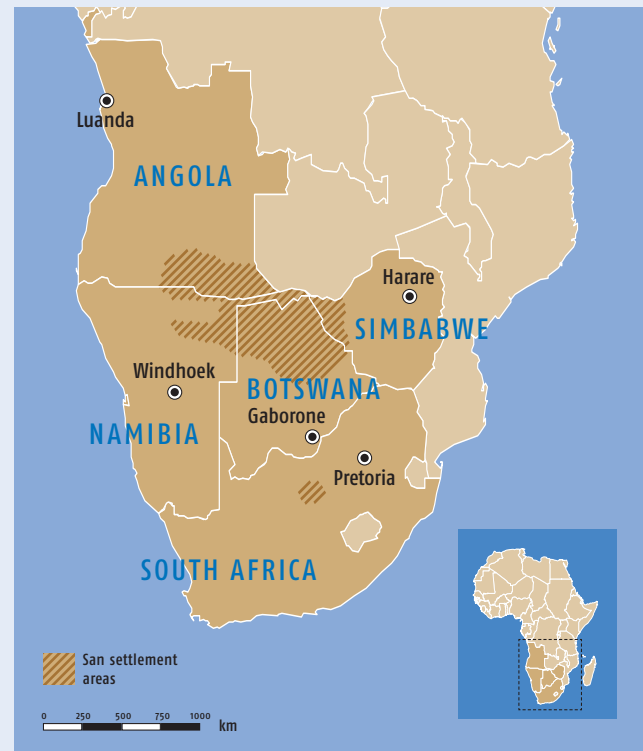 Luanda
ANGOLA
Harare
SIMBABWE
Windhoek
BOTSWANA
Gaborone
NAMIBIA
Pretoria
SOUTH AFRICA
San settlement
areas
0 250 500 750 1000 km